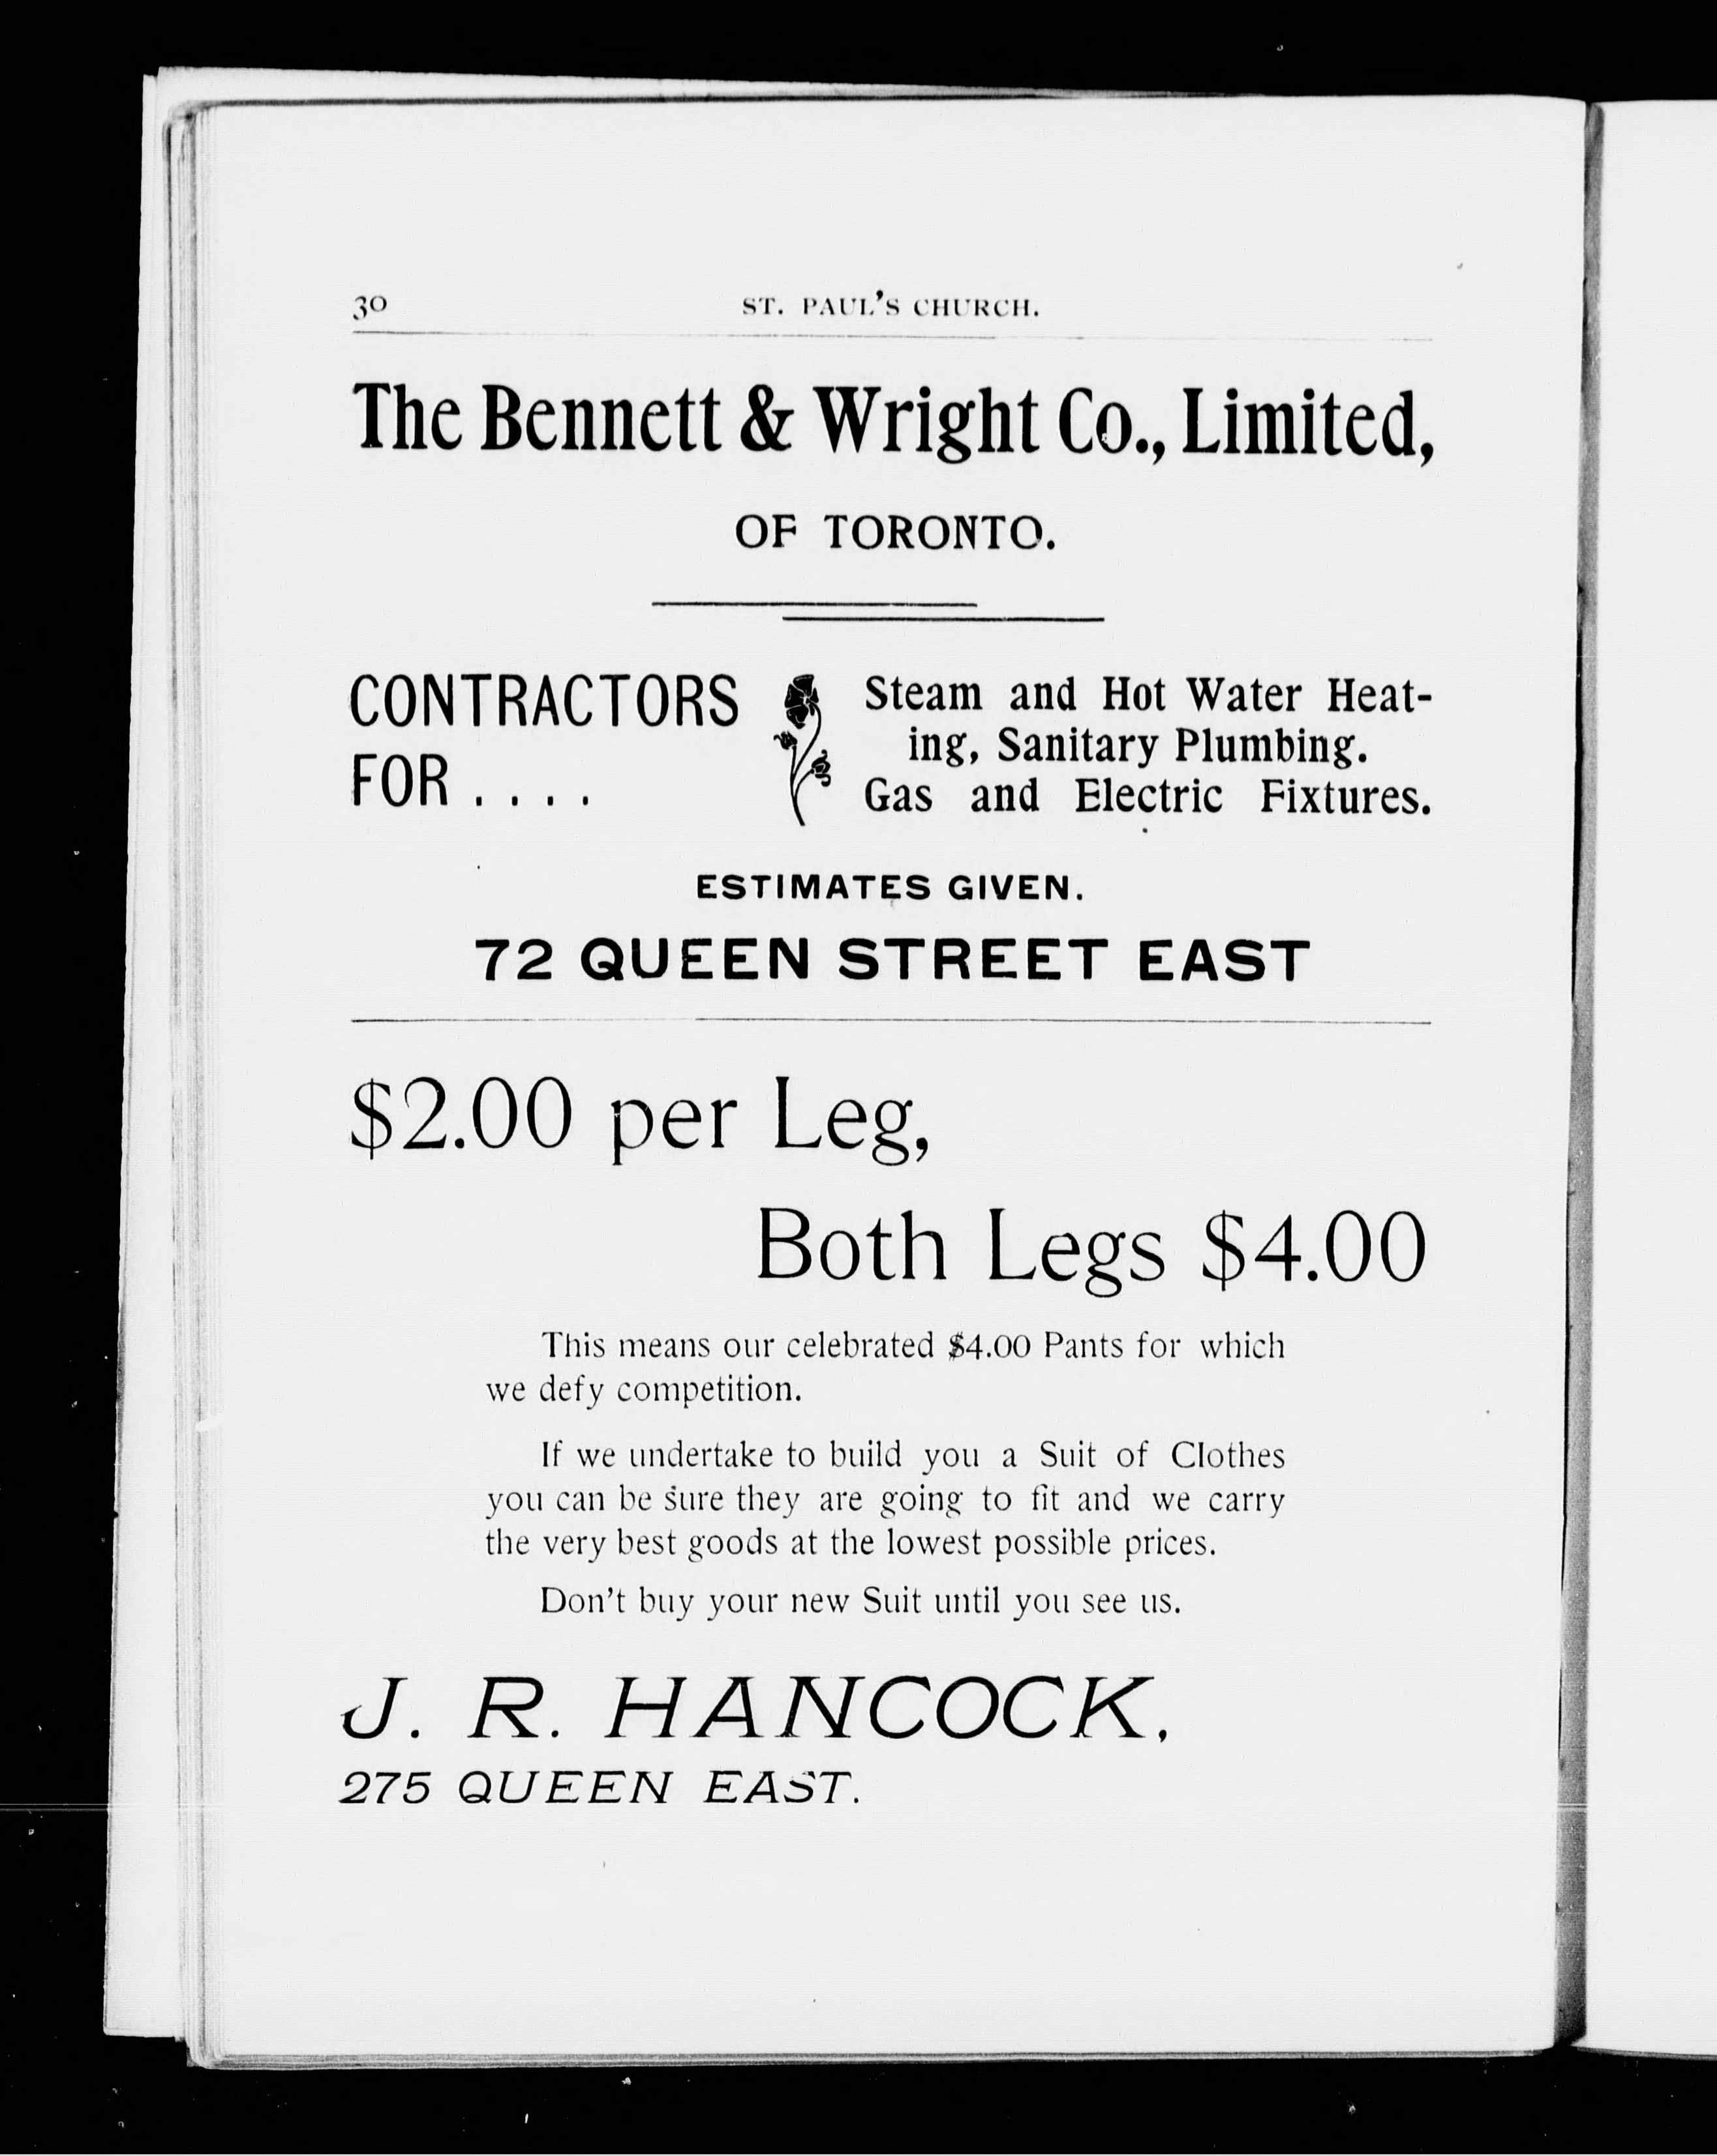 30 ST. PAUL'S CHURCH.
The Bennett & Wright Co., Limited,
OF TORONTO.
CONTRACTORS
FOR . . . .
Steam and Hot Water Heat-
ing, Sanitary Plumbing.
Gas and Electric Fixtures.
ESTIMATES GIVEN.
72 QUEEN STREET EAST
$2.00 per Leg,
Both Legs $4.00
This means our celebrated $4.00 Pants for which
we defy competition.
If we undertake to build you a Suit of Clothes
you can be sure they are going to fit and we carry
the very best goods at the lowest possible prices.
Don't buy your new Suit until you see us.
J. R. HANCOCK,
275 QUEEN EAST.